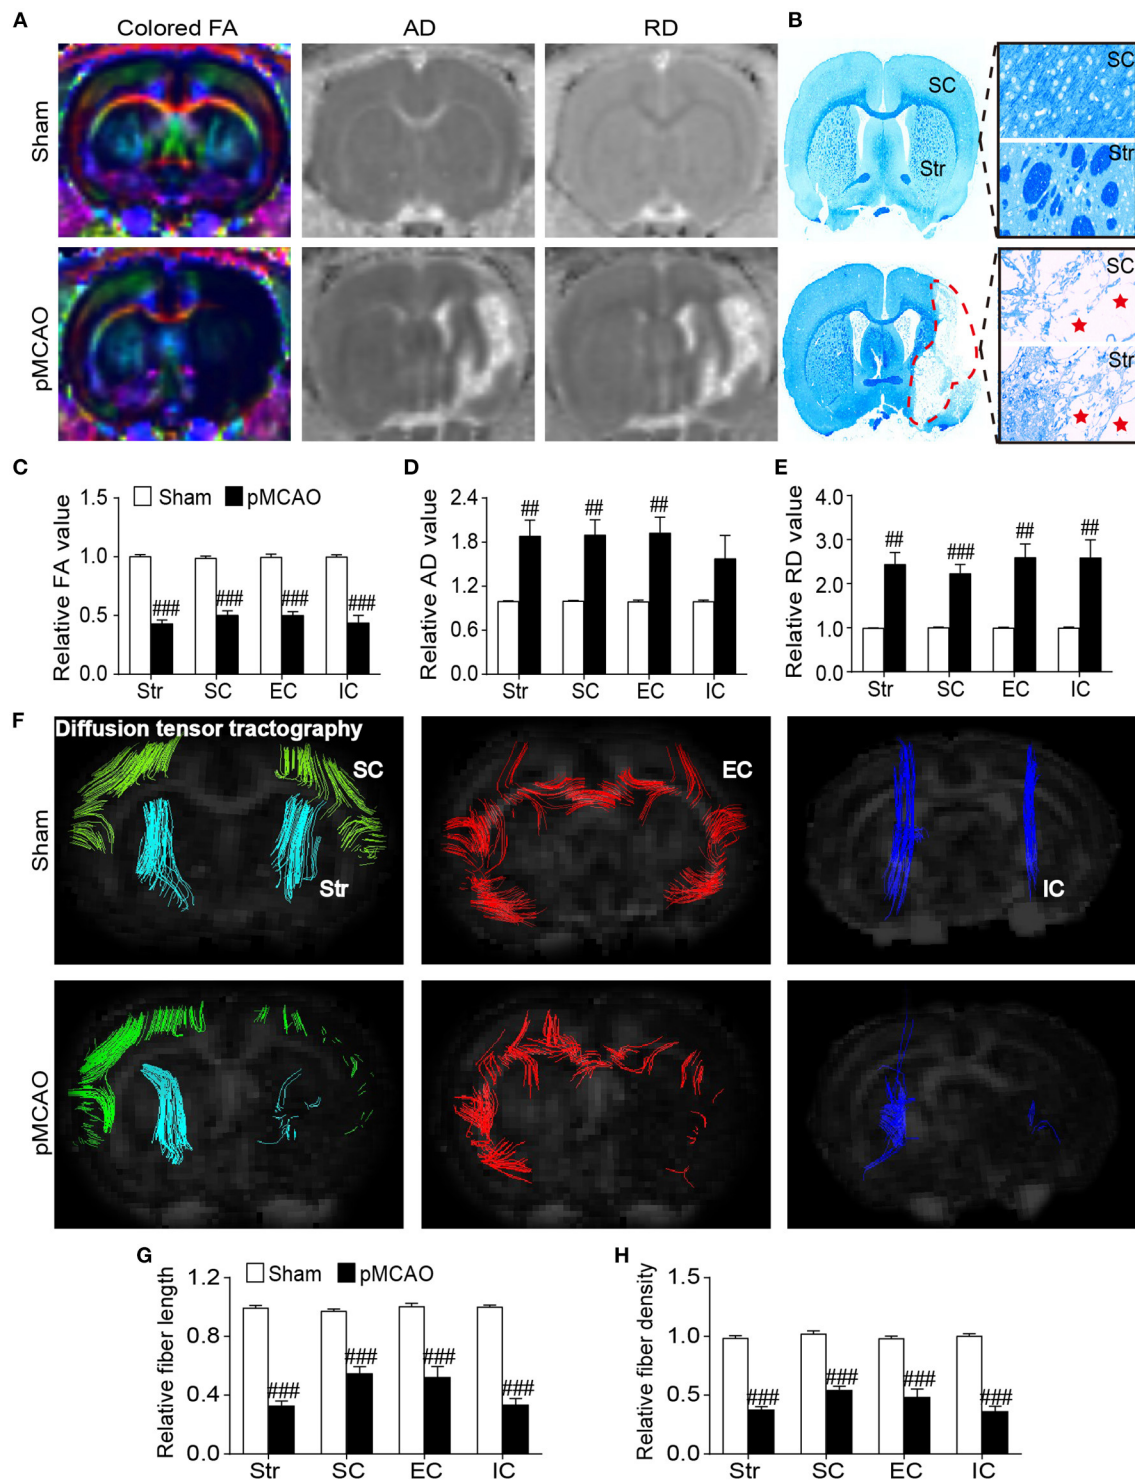 A
B
Colored FA
AD
RD
Sham
pMCAO
SC
Str
SC
Str
SC
Str
C
Sham
pMCAO
Relative FA value
1.5
1.0
0.5
0.0
###
###
###
###
Str
SC
EC
IC
D
Relative AD value
2.4
1.8
1.2
0.6
0.0
##
##
##
Str
SC
EC
IC
E
Relative RD value
4.0
3.0
2.0
1.0
0.0
##
###
##
##
Str
SC
EC
IC
F
Diffusion tensor tractography
Sham
SC
Str
EC
IC
pMCAO
G
Sham
pMCAO
Relative fiber length
1.2
0.8
0.4
0.0
###
###
###
###
Str
SC
EC
IC
H
Relative fiber density
1.5
1.0
0.5
0.0
###
###
###
###
Str
SC
EC
IC